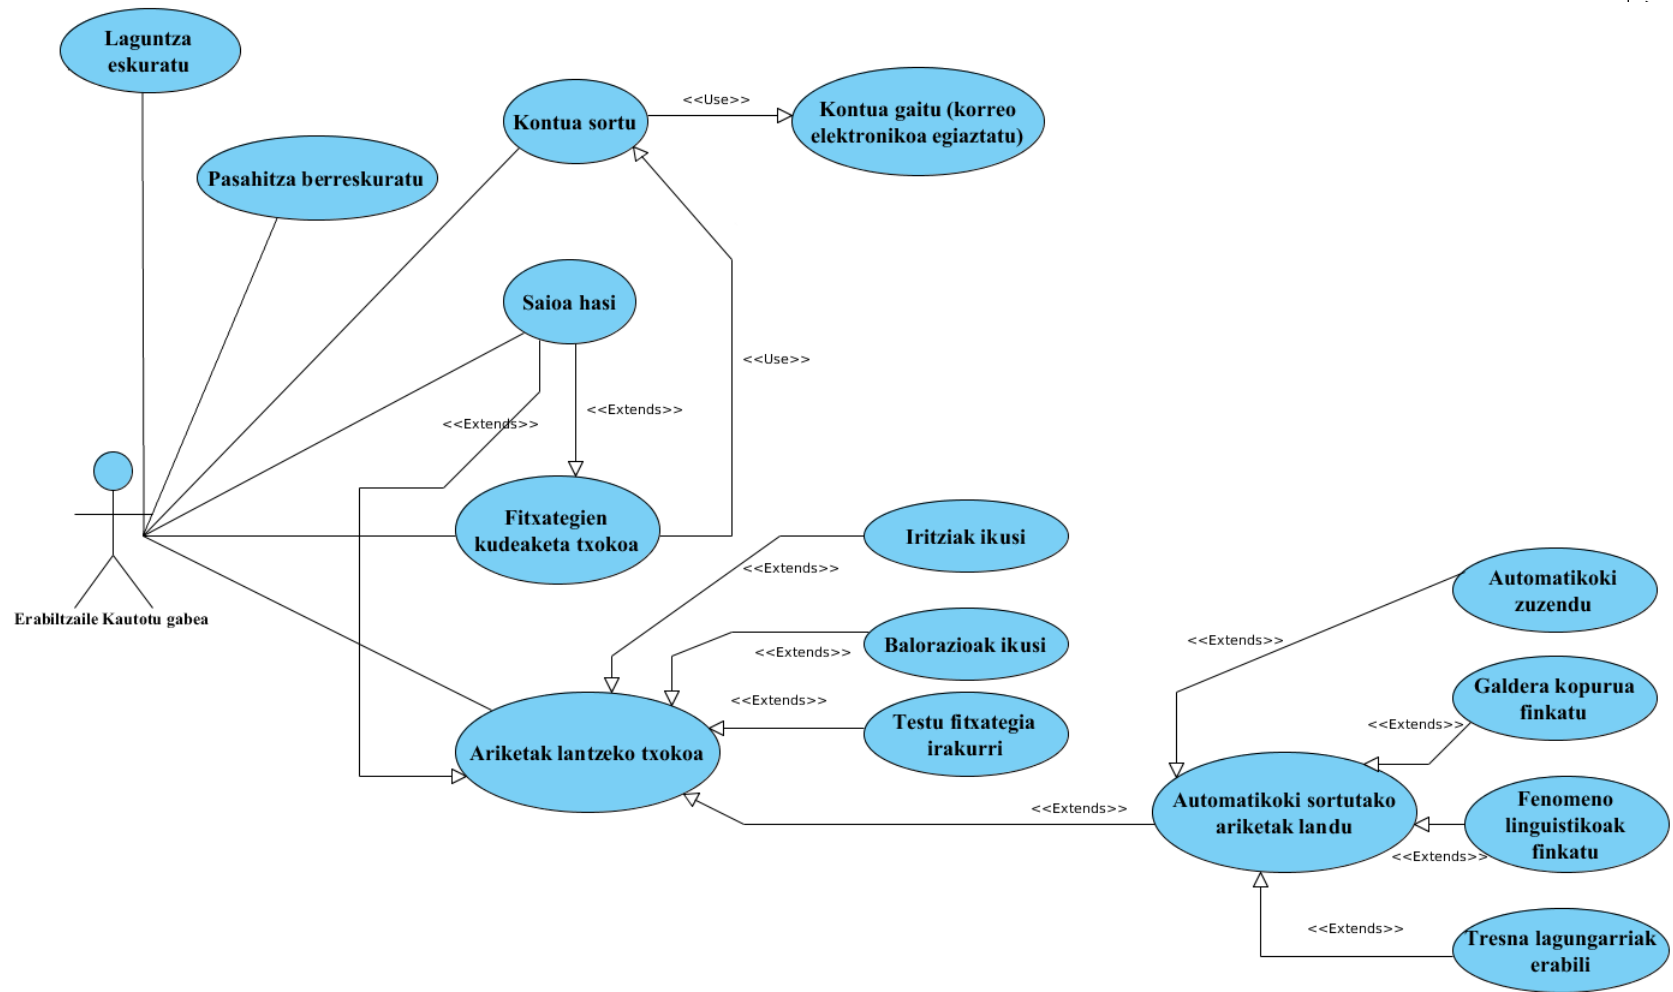 Laguntza
eskuratu
Pasahitza berreskuratu
Kontua sortu
<<Use>>
Kontua gaitu (korreo
elektronikoa egiaztatu)
Saioa hasi
<<Use>>
<<Extends>>
<<Extends>>
Fitxategien
kudeaketa txokoa
Erabiltzaile Kautotu gabea
Iritziak ikusi
<<Extends>>
Balorazioak ikusi
<<Extends>>
<<Extends>>
Testu fitxategia
irakurri
Ariketak lantzeko txokoa
<<Extends>>
Automatikoki
zuzendu
<<Extends>>
Galdera kopurua
finkatu
<<Extends>>
Automatikoki sortutako
ariketak landu
Fenomeno
linguistikoak
finkatu
<<Extends>>
<<Extends>>
Tresna lagungarriak
erabili